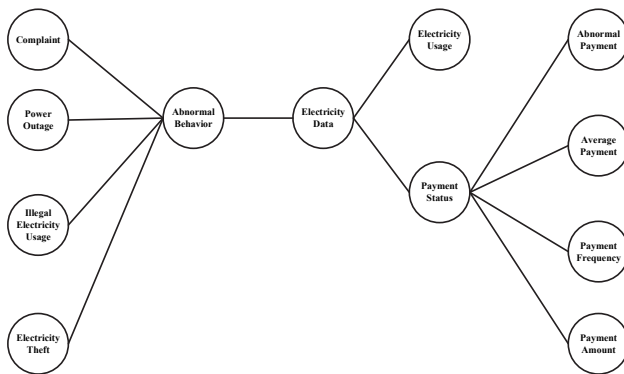 Complaint
Power
Outage
Illegal
Electricity
Usage
Electricity
Theft
Abnormal
Behavior
Electricity
Data
Electricity
Usage
Payment
Status
Abnormal
Payment
Average
Payment
Payment
Frequency
Payment
Amount